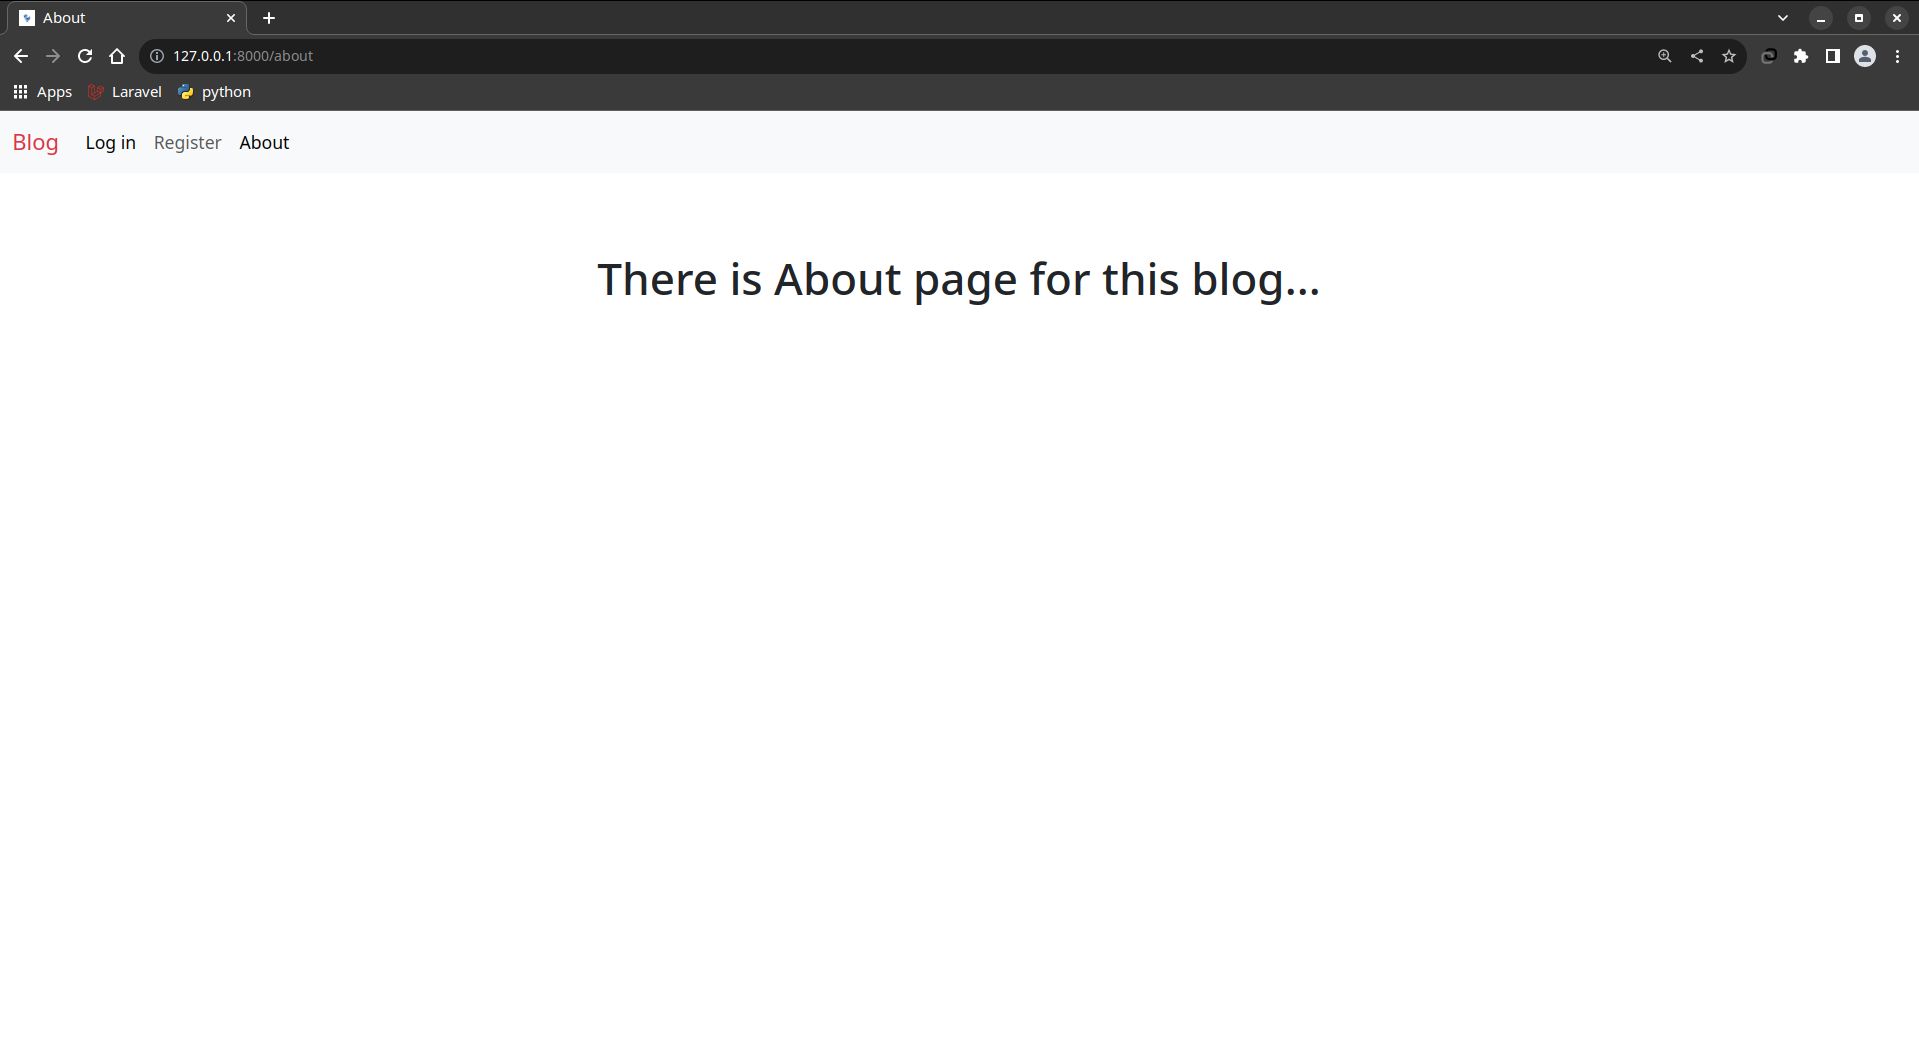 About
127.0.0.1:8000/about
Apps Laravel python
Blog Log in Register About
There is About page for this blog...